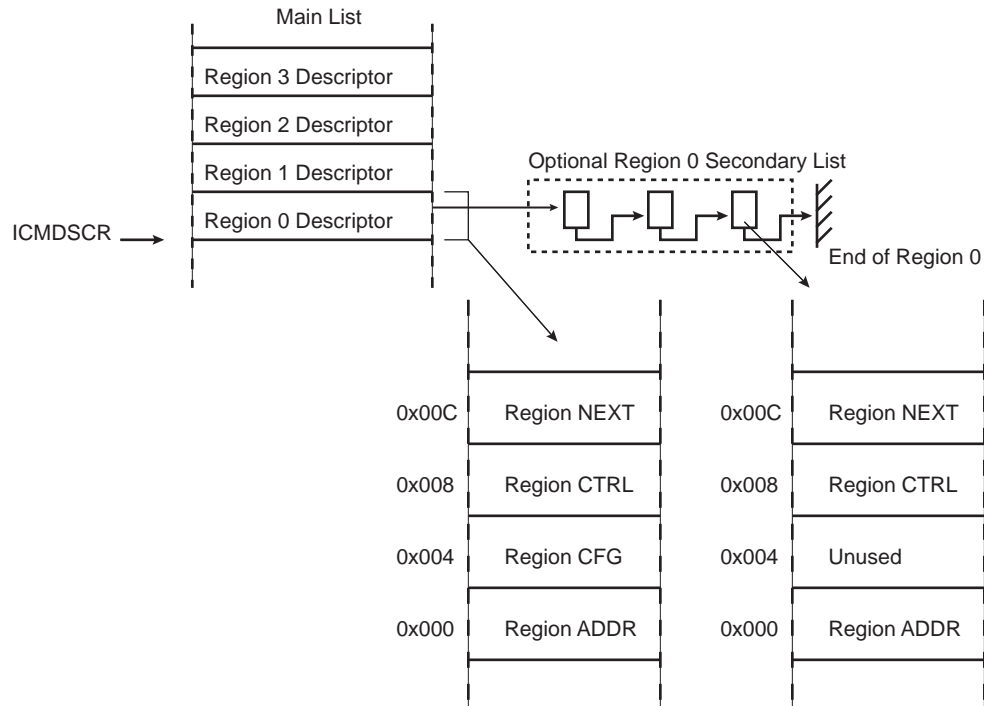 Main List
Region 3 Descriptor
Region 2 Descriptor
Region 1 Descriptor
Region 0 Descriptor
ICMDSCR
Optional Region 0 Secondary List
End of Region 0
0x00C Region NEXT
0x008 Region CTRL
0x004 Region CFG
0x000 Region ADDR
0x00C Region NEXT
0x008 Region CTRL
0x004 Unused
0x000 Region ADDR